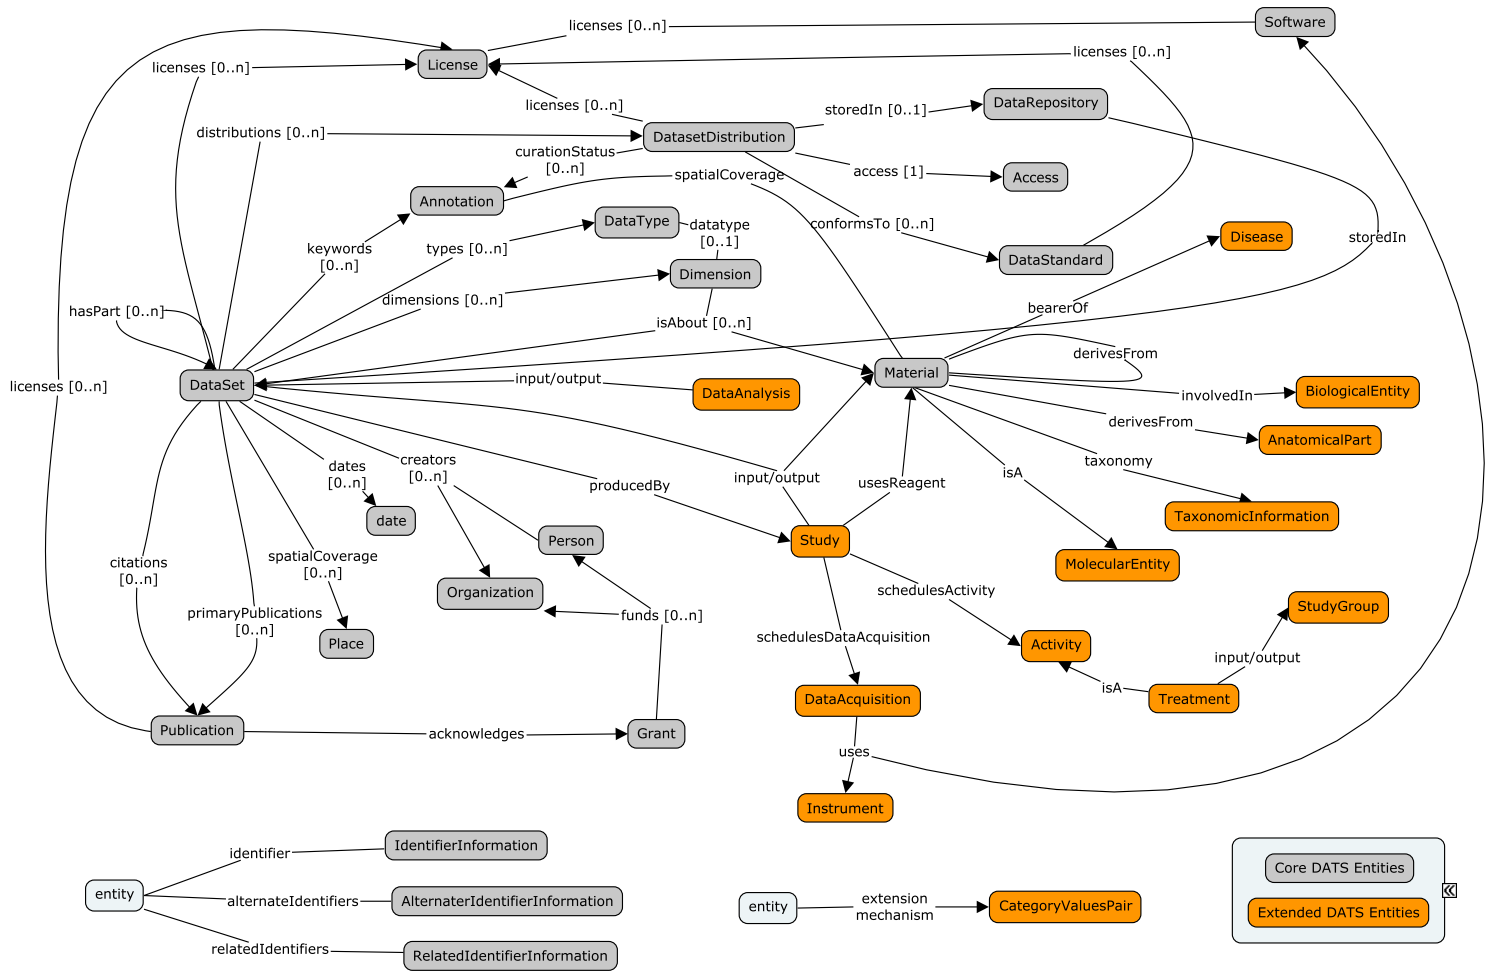 licenses [0..n]
Software
License
licenses [0..n]
licenses [0..n]
licenses [0..n]
storedIn [0..1]
DataRepository
distributions [0..n]
DatasetDistribution
curationStatus
[0..n]
access [1]
Access
spatialCoverage
Annotation
DataType
datatype
[0..1]
conformsTo [0..n]
Disease
storedIn
keywords
[0..n]
types [0..n]
DataStandard
Dimension
dimensions [0..n]
bearerOf
hasPart [0..n]
isAbout [0..n]
derivesFrom
Material
licenses [0..n]
DataSet
input/output
DataAnalysis
involvedIn
BiologicalEntity
derivesFrom
AnatomicalPart
creators
[0..n]
dates
[0..n]
taxonomy
isA
input/output
usesReagent
producedBy
date
TaxonomicInformation
Person
Study
spatialCoverage
[0..n]
citations
[0..n]
MolecularEntity
Organization
schedulesActivity
StudyGroup
primaryPublications
[0..n]
funds [0..n]
Place
schedulesDataAcquisition
Activity
input/output
isA
Treatment
DataAcquisition
Publication
acknowledges
Grant
uses
Instrument
identifier
IdentifierInformation
entity
alternateIdentifiers
AlternaterIdentifierInformation
relatedIdentifiers
RelatedIdentifierInformation
entity
extension
mechanism
CategoryValuesPair
Core DATS Entities
Extended DATS Entities